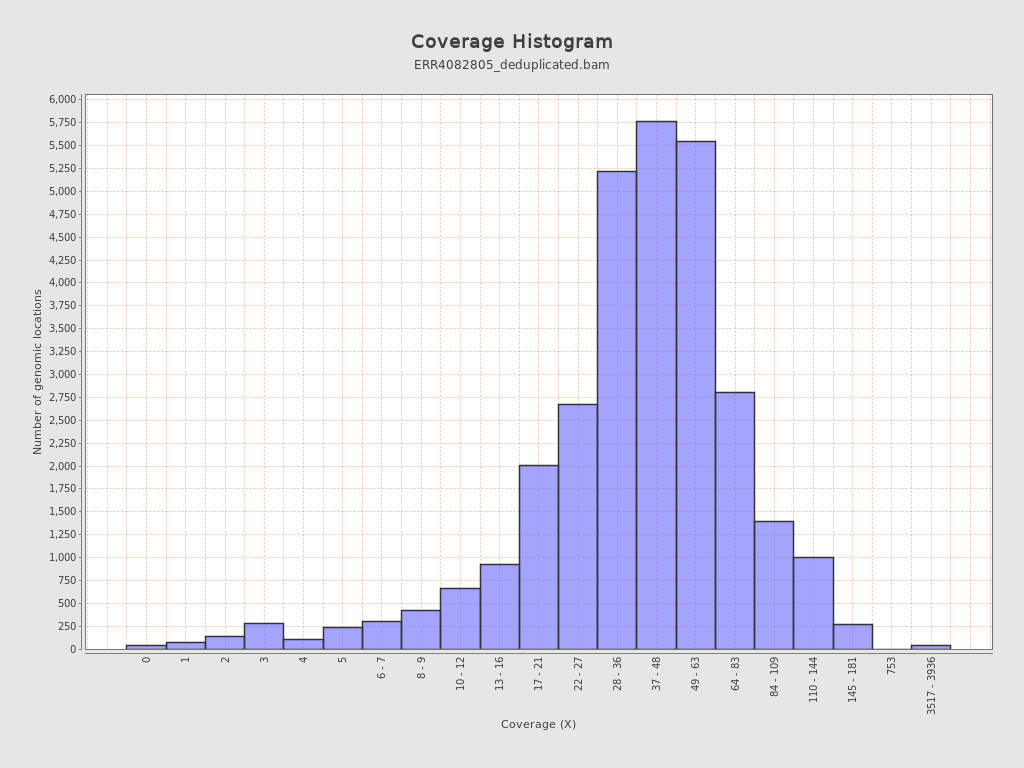 Coverage Histogram
ERR4082805_deduplicated.bam
Number of genomic locations
6,000
5,750
5,500
5,250
5,000
4,750
4,500
4,250
4,000
3,750
3,500
3,250
3,000
2,750
2,500
2,250
2,000
1,750
1,500
1,250
1,000
750
500
250
0
0
1
2
3
4
5
6 - 7
8 - 9
10 - 12
13 - 16
17 - 21
22 - 27
28 - 36
37 - 48
49 - 63
64 - 83
84 - 109
110 - 144
145 - 181
753
3517 - 3936
Coverage (X)